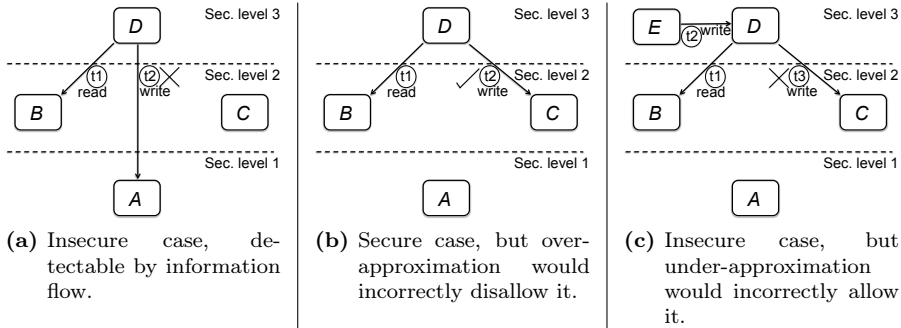 Sec. level 3
D
t1
read
t2
write
Sec. level 2
B
C
Sec. level 1
A
(a) Insecure case, de-
tectable by information
flow.
Sec. level 3
D
t1
read
t2
write
Sec. level 2
B
C
Sec. level 1
A
(b) Secure case, but over-
approximation would
incorrectly disallow it.
Sec. level 3
E
t2
write
D
t1
read
t3
write
Sec. level 2
B
C
Sec. level 1
A
(c) Insecure case, but
under-approximation
would incorrectly allow
it.